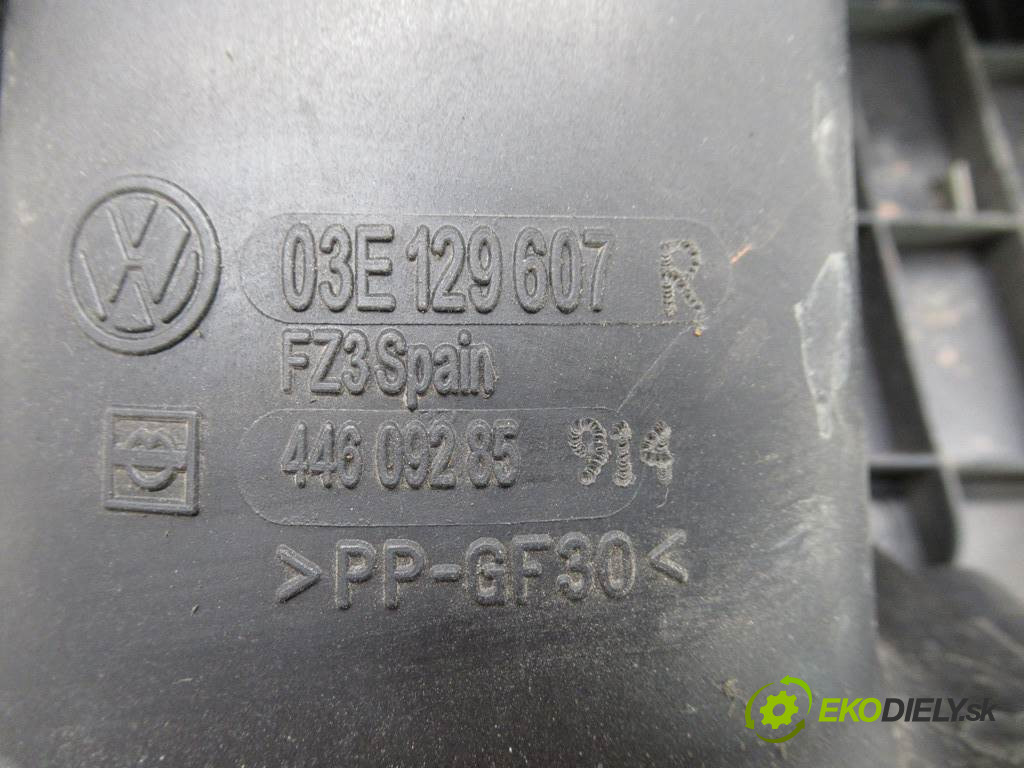 03E 129 607 R
FZ3 Spain
446 092 85 914
>PP-GF30<
EKODIELY.sk